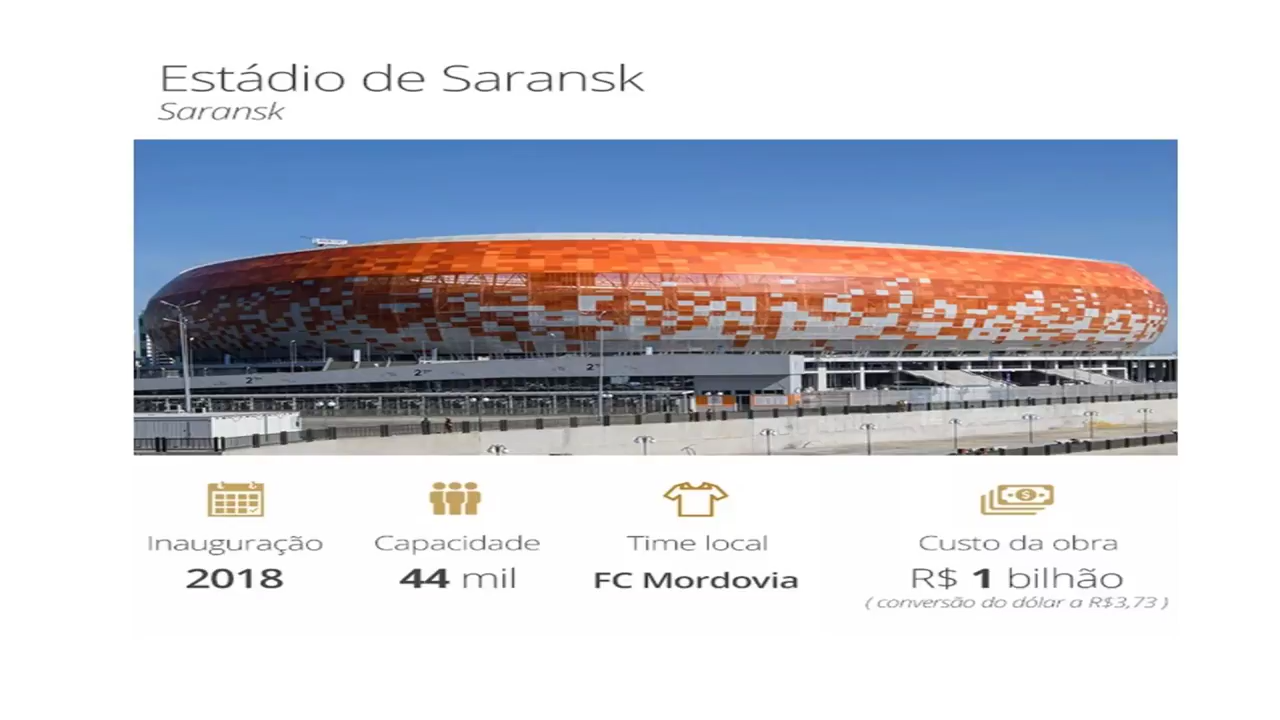 Estádio de Saransk
Saransk
Inauguração
2018
Capacidade
44 mil
Time local
FC Mordovia
Custo da obra
R$ 1 bilhão
( conversão do dólar a R$3,73 )